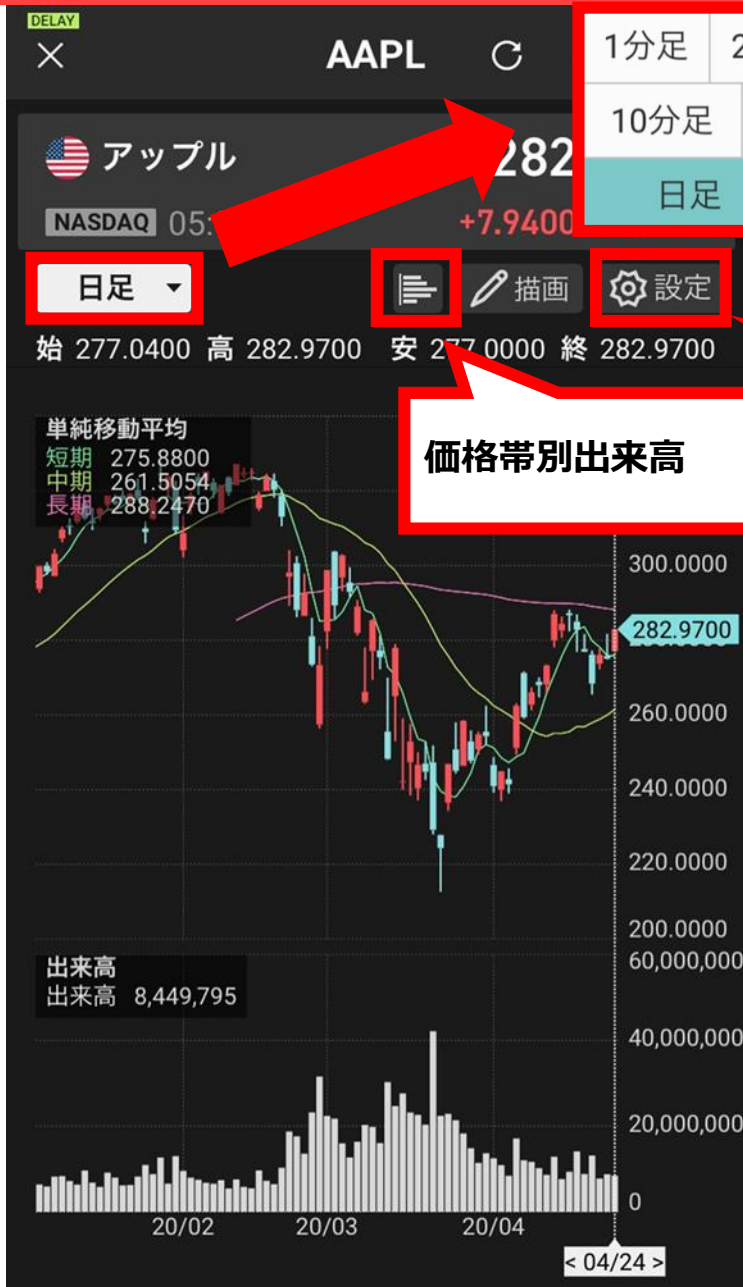 DELAY
AAPL
1分足
10分足
日足
アップル
282
NASDAQ 05:
+7.9400
日足
描画
設定
始 277.0400 高 282.9700 安 277.0000 終 282.9700
単純移動平均
短期 275.8800
中期 261.5054
長期 288.2470
価格帯別出来高
300.0000
282.9700
260.0000
240.0000
220.0000
200.0000
60,000,000
出来高
出来高 8,449,795
40,000,000
20,000,000
0
20/02 20/03 20/04
< 04/24 >